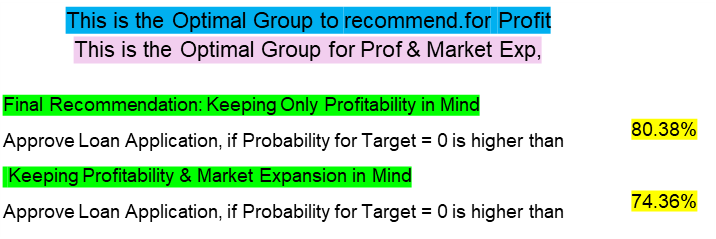 This is the Optimal Group to recommend.for Profit
This is the Optimal Group for Prof & Market Exp,
Final Recommendation: Keeping Only Profitability in Mind
Approve Loan Application, if Probability for Target = 0 is higher than 80.38%
Keeping Profitability & Market Expansion in Mind
Approve Loan Application, if Probability for Target = 0 is higher than 74.36%